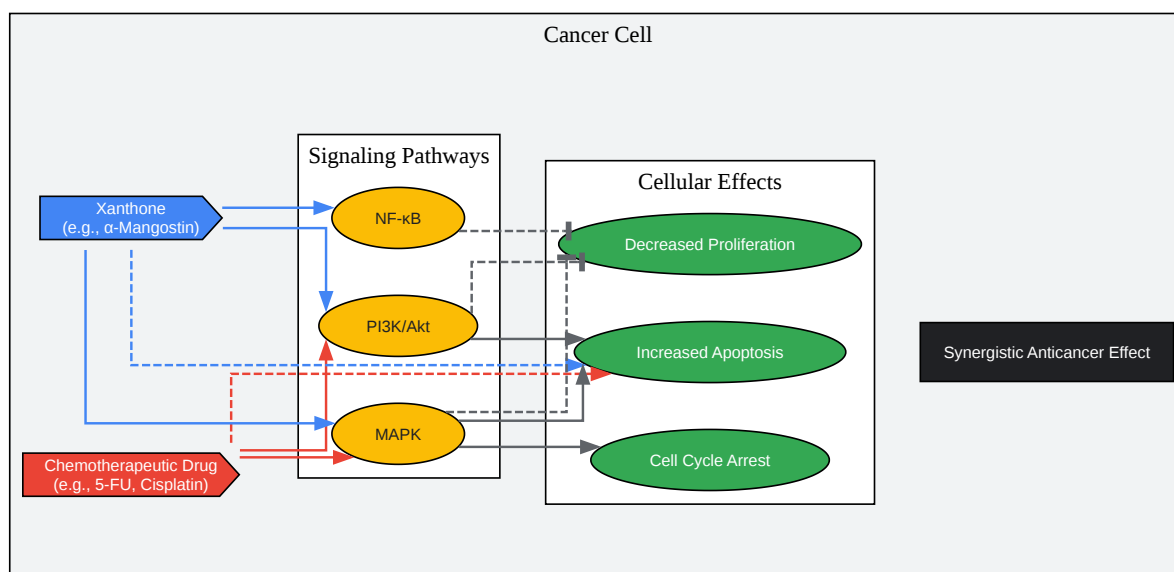 Cancer Cell
Signaling Pathways
Cellular Effects
Xanthone
(e.g., α-Mangostin)
NF-κB
Decreased Proliferation
PI3K/Akt
Increased Apoptosis
Synergistic Anticancer Effect
MAPK
Cell Cycle Arrest
Chemotherapeutic Drug
(e.g., 5-FU, Cisplatin)